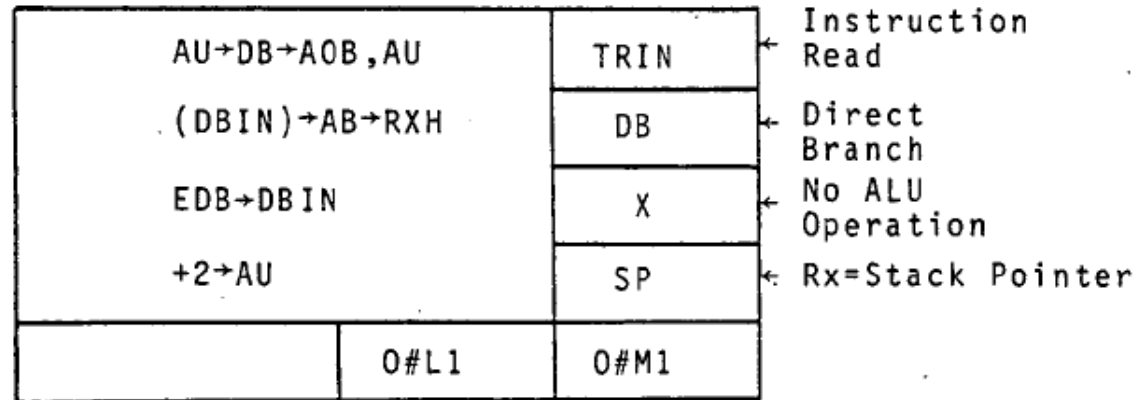 AU→DB→AOB,AU
TRIN
← Instruction
Read
(DBIN)→AB→RXH
DB
← Direct
Branch
EDB→DBIN
X
← No ALU
Operation
+2→AU
SP
← Rx=Stack Pointer
O#L1
O#M1